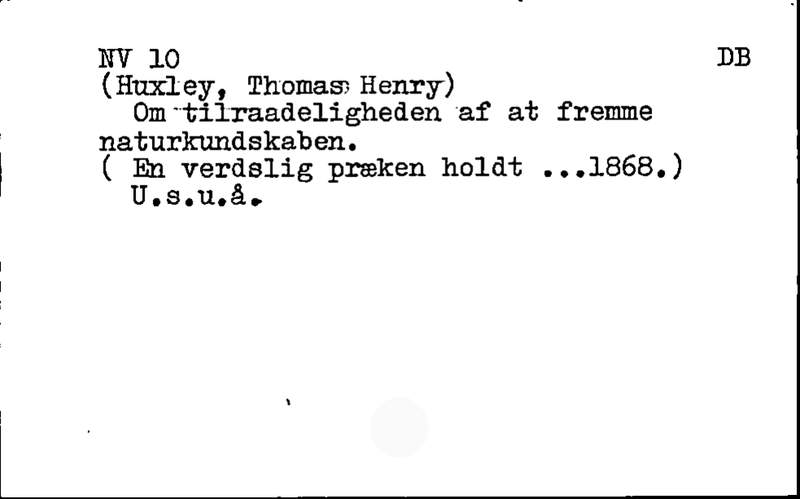 NV 10 DB
(Huxley, Thomas Henry)
Om tilraadeligheden af at fremme
naturkundskaben.
( En verdslig præken holdt ...1868.)
U.s.u.å.